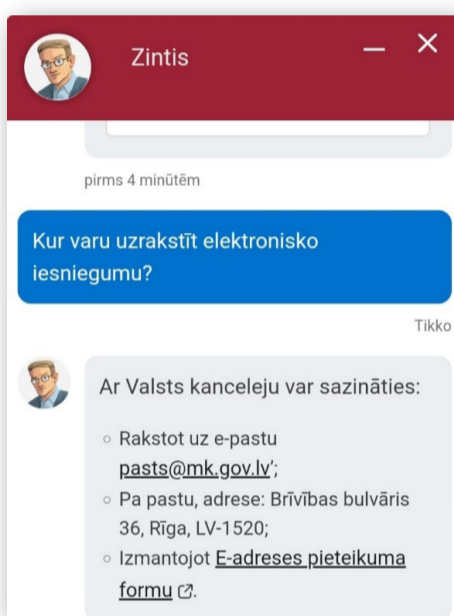 Zintis
pirms 4 minūtēm
Kur varu uzrakstīt elektronisko
iesniegumu?
Tikko
Ar Valsts kanceleju var sazināties:
Rakstot uz e-pastu
pasts@mk.gov.lv';
Pa pastu, adrese: Brīvības bulvāris
36, Rīga, LV-1520;
Izmantojot E-adreses pieteikuma
formu.